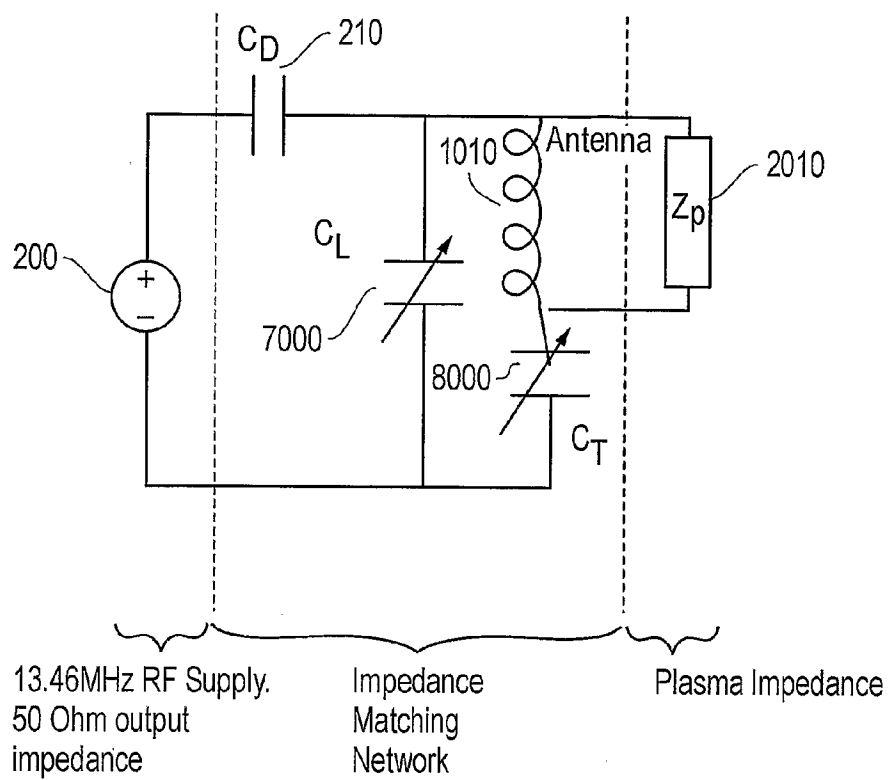 C_D
210
1010
Antenna
2010
Z_p
C_L
200
+
–
7000
8000
C_T
13.46MHz RF Supply.
50 Ohm output
impedance
Impedance
Matching
Network
Plasma Impedance